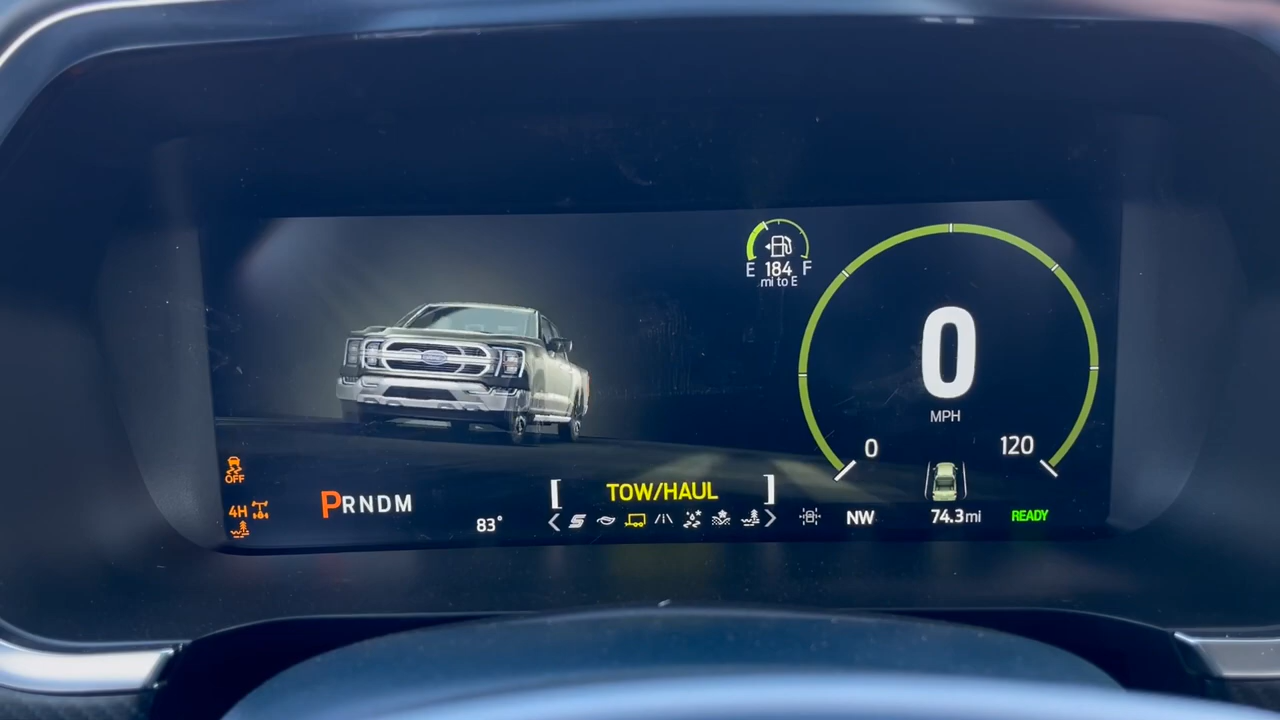 E 184 F
mi to E
0
MPH
0 120
OFF
4H
PRNDM
83°
[ TOW/HAUL ]
NW
74.3mi
READY